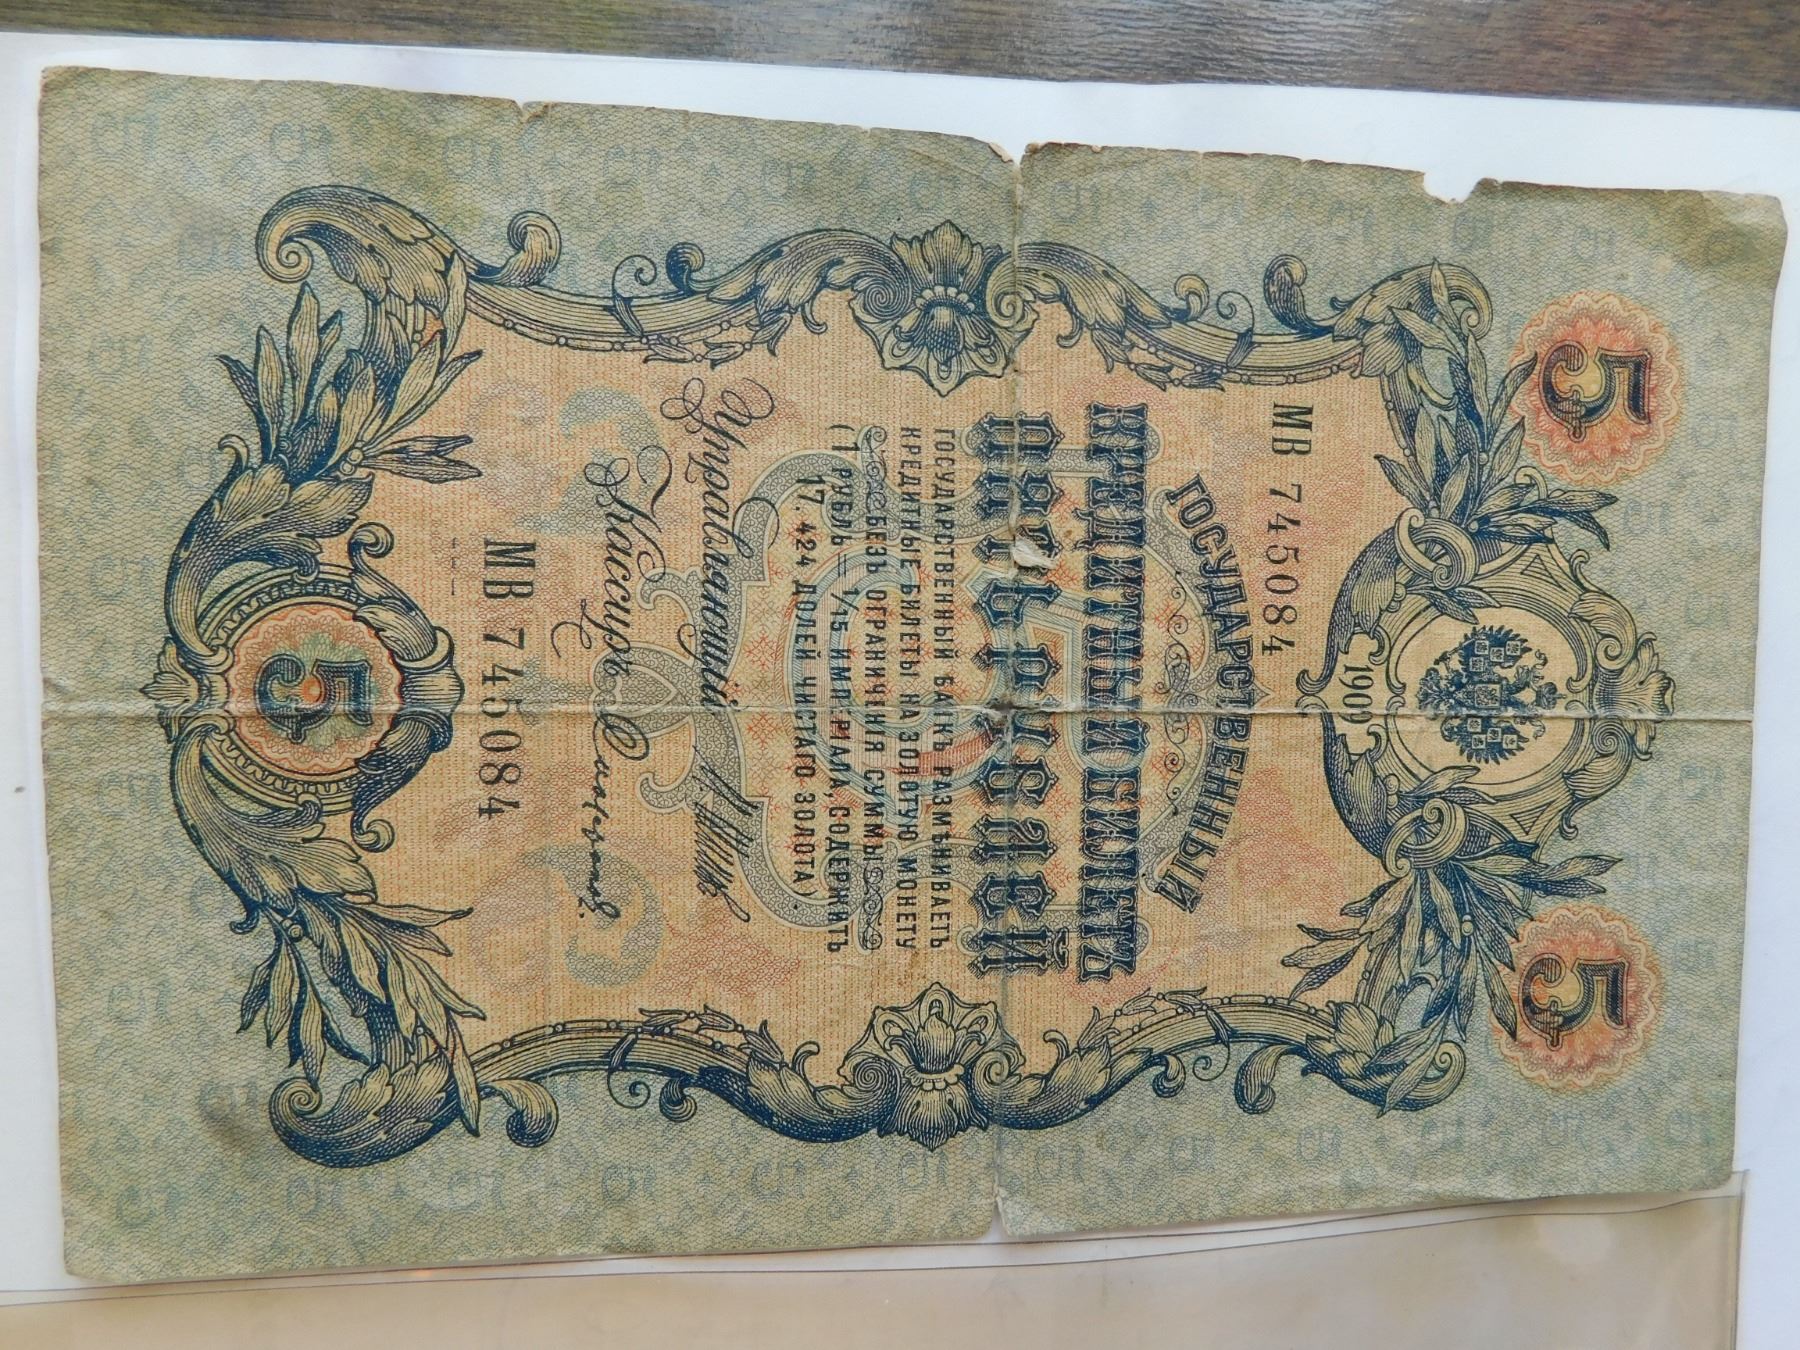 5
5
1909
МВ 745084
ГОСУДАРСТВЕННЫЙ
КРЕДИТНЫЙ БИЛЕТЪ
ПЯТЬ РУБЛЕЙ
ГОСУДАРСТВЕННЫЙ БАНКЪ РАЗМѢНИВАЕТЪ
КРЕДИТНЫЕ БИЛЕТЫ НА ЗОЛОТУЮ МОНЕТУ
БЕЗЪ ОГРАНИЧЕНІЯ СУММЫ
(1 РУБЛЬ = 1/15 ИМПЕРІАЛА, СОДЕРЖИТЪ
17.424 ДОЛЕЙ ЧИСТАГО ЗОЛОТА).
Управляющій И. Шипов
Кассиръ
МВ 745084
5